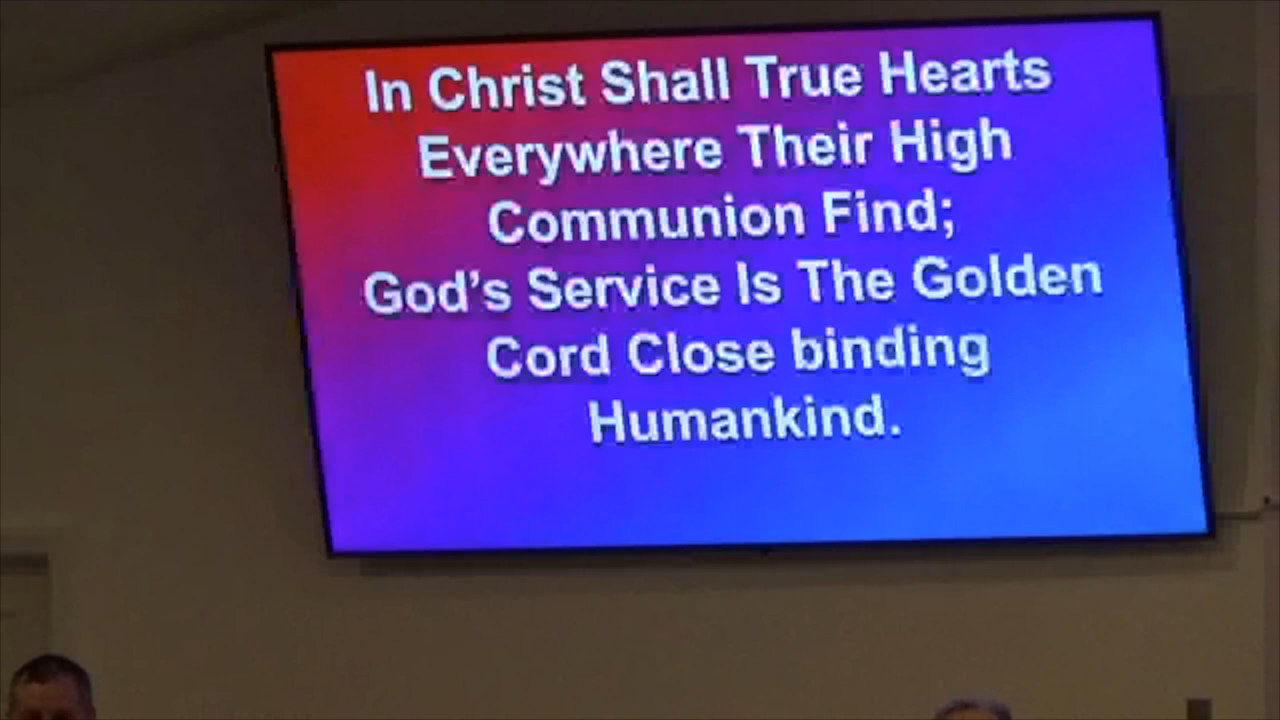 In Christ Shall True Hearts
Everywhere Their High
Communion Find;
God’s Service Is The Golden
Cord Close binding
Humankind.